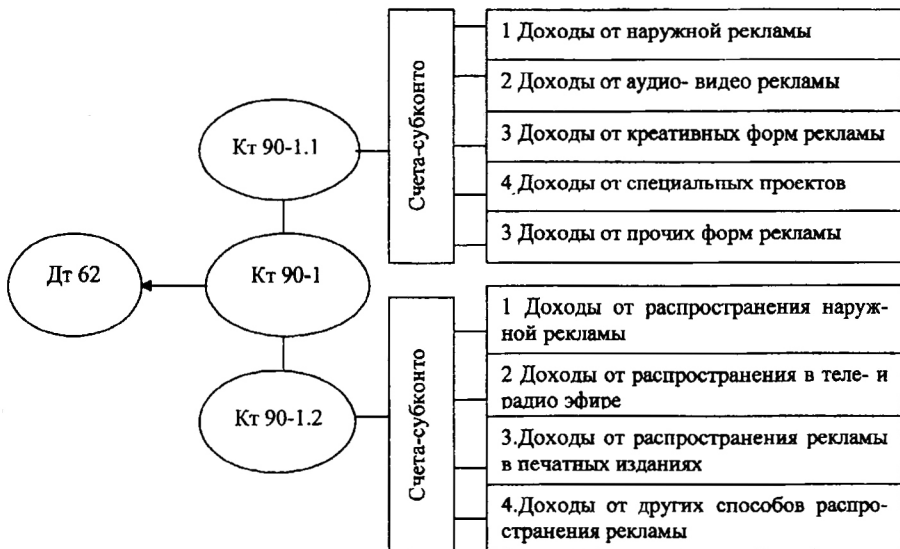 Дт 62
Кт 90-1
Кт 90-1.1
Счета-субконто
1 Доходы от наружной рекламы
2 Доходы от аудио- видео рекламы
3 Доходы от креативных форм рекламы
4 Доходы от специальных проектов
3 Доходы от прочих форм рекламы
Кт 90-1.2
Счета-субконто
1 Доходы от распространения наруж-
ной рекламы
2 Доходы от распространения в теле- и
радио эфире
3.Доходы от распространения рекламы
в печатных изданиях
4.Доходы от других способов распро-
странения рекламы